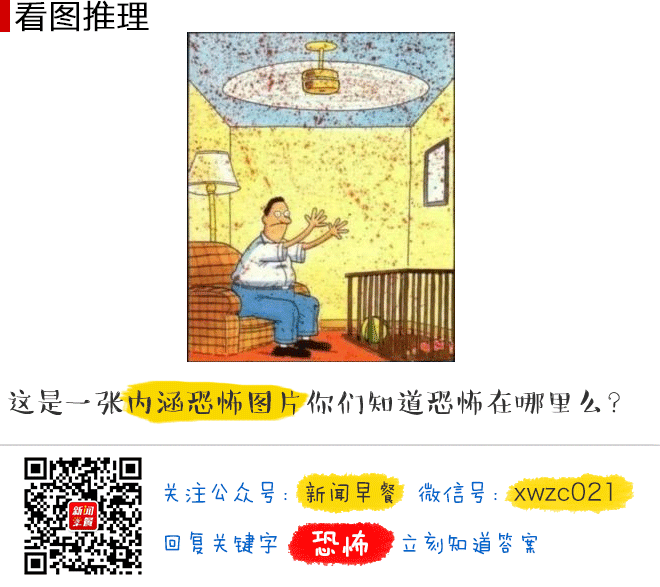 看图推理
这是一张内涵恐怖图片你们知道恐怖在哪里么?
关注公众号: 新闻早餐 微信号: xwzc021
新闻
早餐
回复关键字 恐怖 立刻知道答案